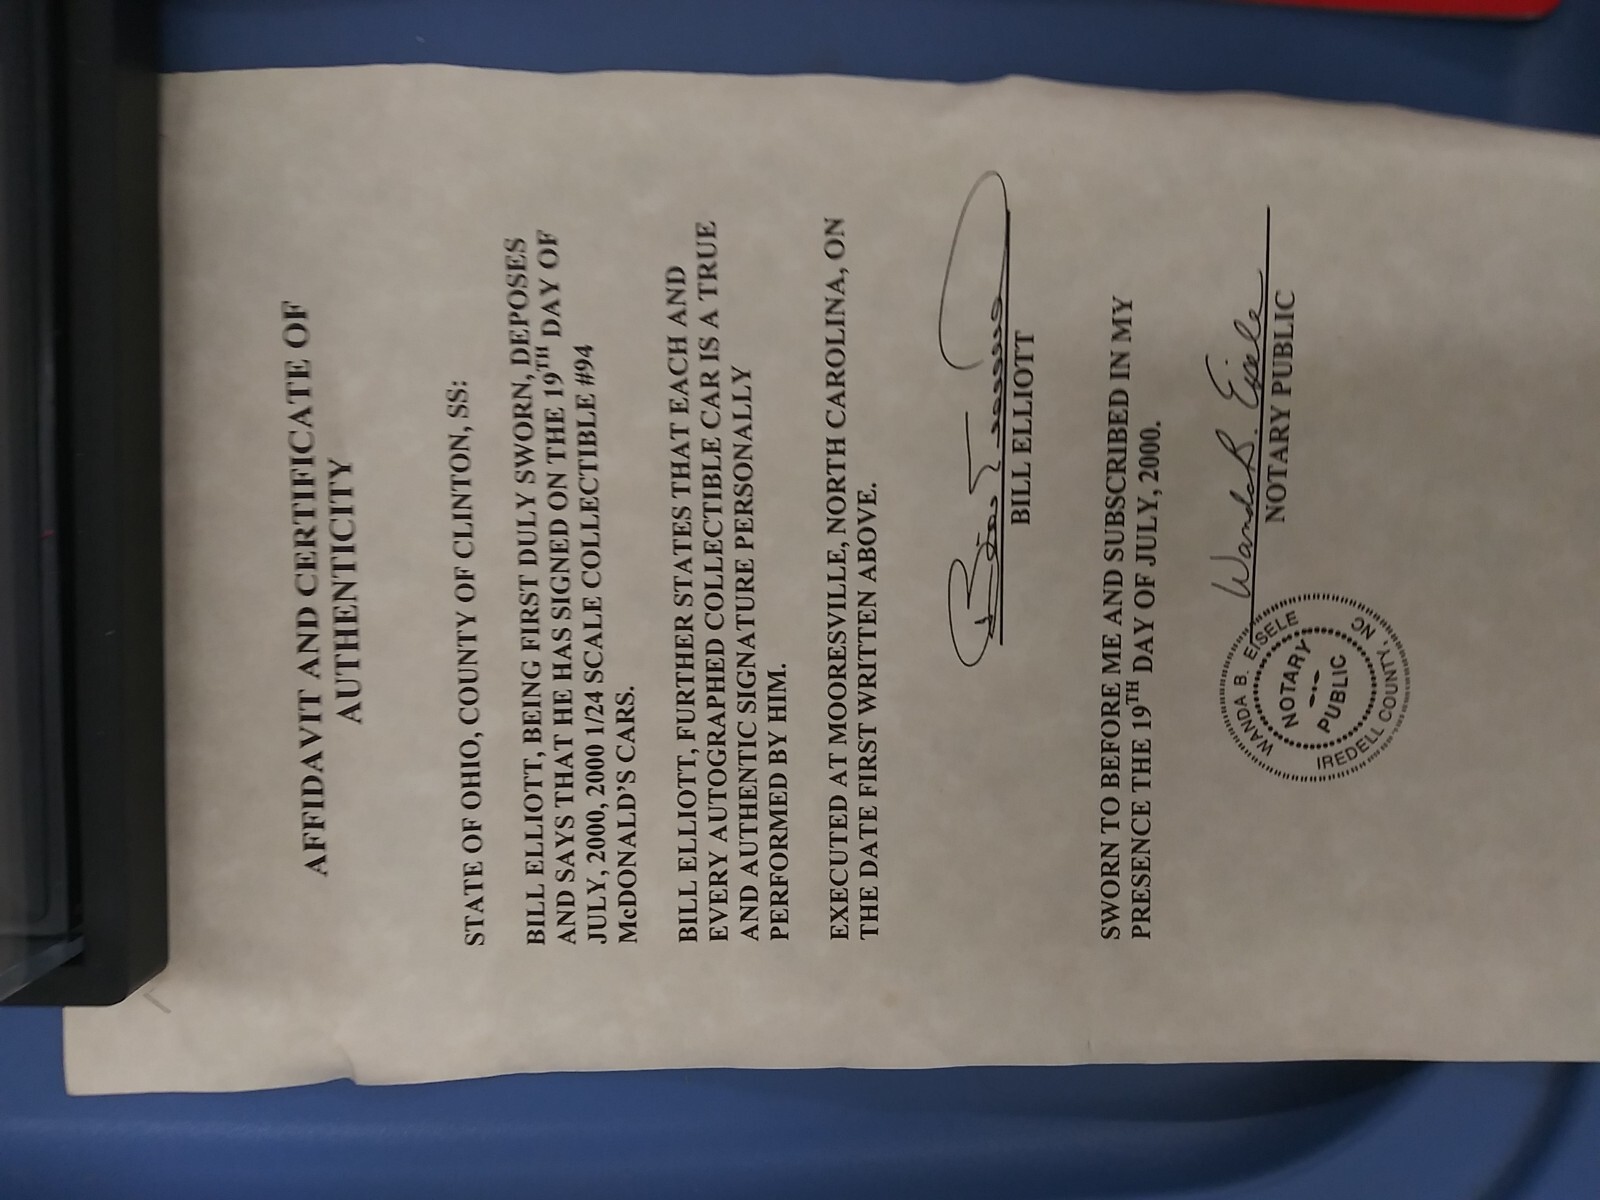 AFFIDAVIT AND CERTIFICATE OF
AUTHENTICITY
STATE OF OHIO, COUNTY OF CLINTON, SS:
BILL ELLIOTT, BEING FIRST DULY SWORN, DEPOSES
AND SAYS THAT HE HAS SIGNED ON THE 19TH DAY OF
JULY, 2000, 2000 1/24 SCALE COLLECTIBLE #94
McDONALD'S CARS.
BILL ELLIOTT, FURTHER STATES THAT EACH AND
EVERY AUTOGRAPHED COLLECTIBLE CAR IS A TRUE
AND AUTHENTIC SIGNATURE PERSONALLY
PERFORMED BY HIM.
EXECUTED AT MOORESVILLE, NORTH CAROLINA, ON
THE DATE FIRST WRITTEN ABOVE.
BILL ELLIOTT
SWORN TO BEFORE ME AND SUBSCRIBED IN MY
PRESENCE THE 19TH DAY OF JULY, 2000.
Wanda B. Eisele
NOTARY PUBLIC
WANDA B. EISELE
NOTARY
PUBLIC
IREDELL COUNTY, NC